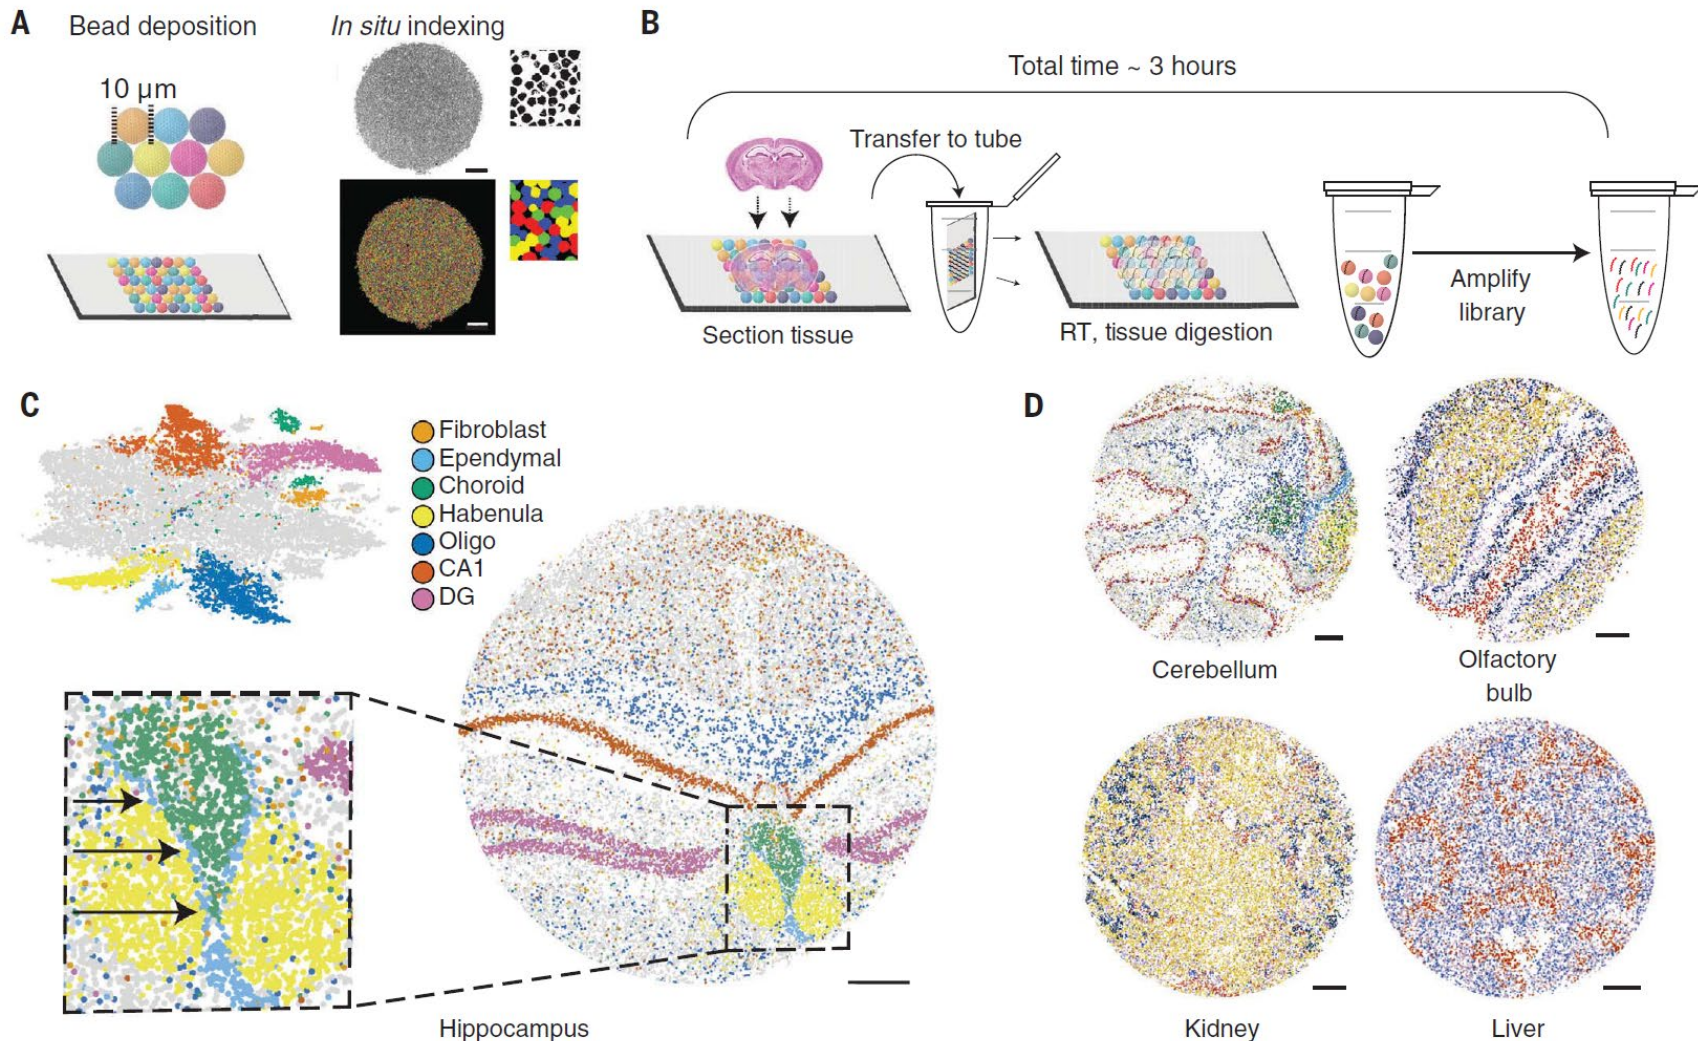 A
Bead deposition
In situ indexing
10 µm
B
Total time ~ 3 hours
Transfer to tube
Section tissue
RT, tissue digestion
Amplify
library
C
Fibroblast
Ependymal
Choroid
Habenula
Oligo
CA1
DG
Hippocampus
D
Cerebellum
Olfactory
bulb
Kidney
Liver